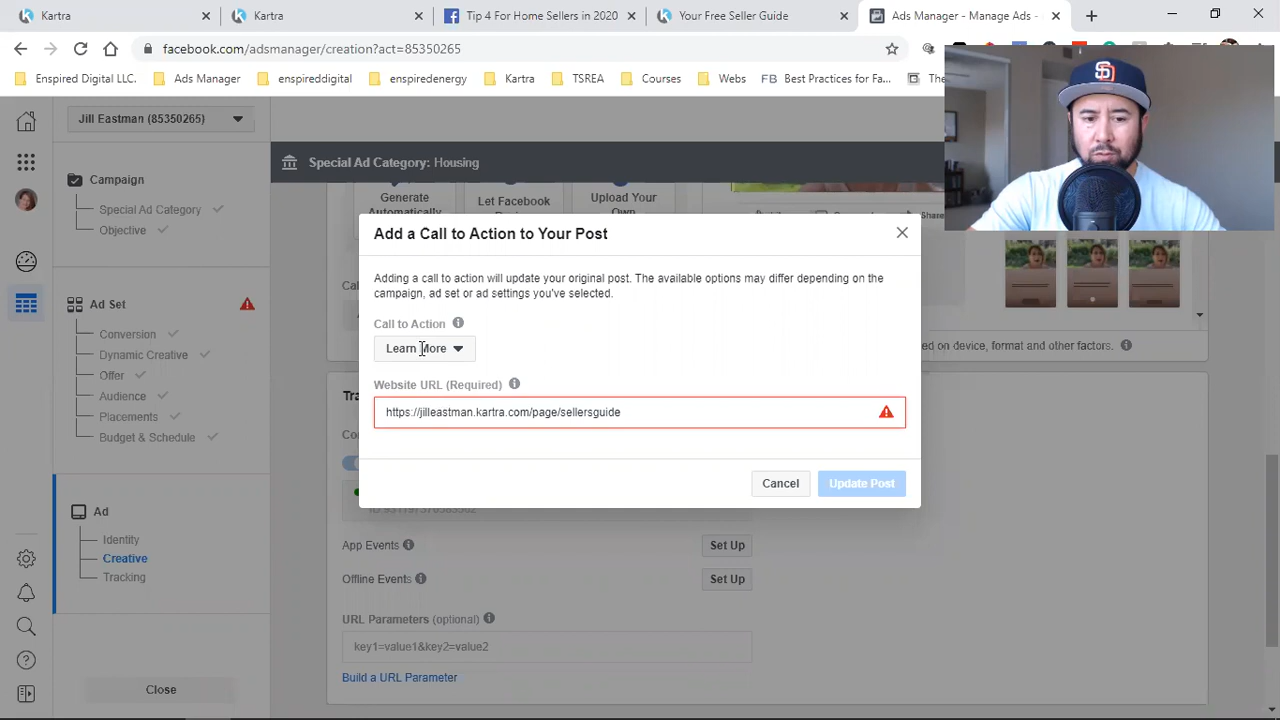 Kartra
Kartra
Tip 4 For Home Sellers in 2020
Your Free Seller Guide
Ads Manager - Manage Ads -
facebook.com/adsmanager/creation?act=85350265
Enspired Digital LLC.
Ads Manager
enspireddigital
empiredenergy
Kartra
TSREA
Courses
Webs
FB Best Practices for Fa...
Jill Eastman (85350265)
Special Ad Category: Housing
Campaign
Special Ad Category
Objective
Ad Set
Conversion
Dynamic Creative
Offer
Audience
Placements
Budget & Schedule
Ad
Identity
Creative
Tracking
Close
Generate
Automatically
Let Facebook
Upload Your
Own
Share
Add a Call to Action to Your Post
Adding a call to action will update your original post. The available options may differ depending on the
campaign, ad set or ad settings you've selected.
Call to Action
Learn More
Website URL (Required)
https://jilleastman.kartra.com/page/sellersguide
Cancel
Update Post
ed on device, format and other factors.
App Events
Set Up
Offline Events
Set Up
URL Parameters (optional)
key1=value1&key2=value2
Build a URL Parameter
SD